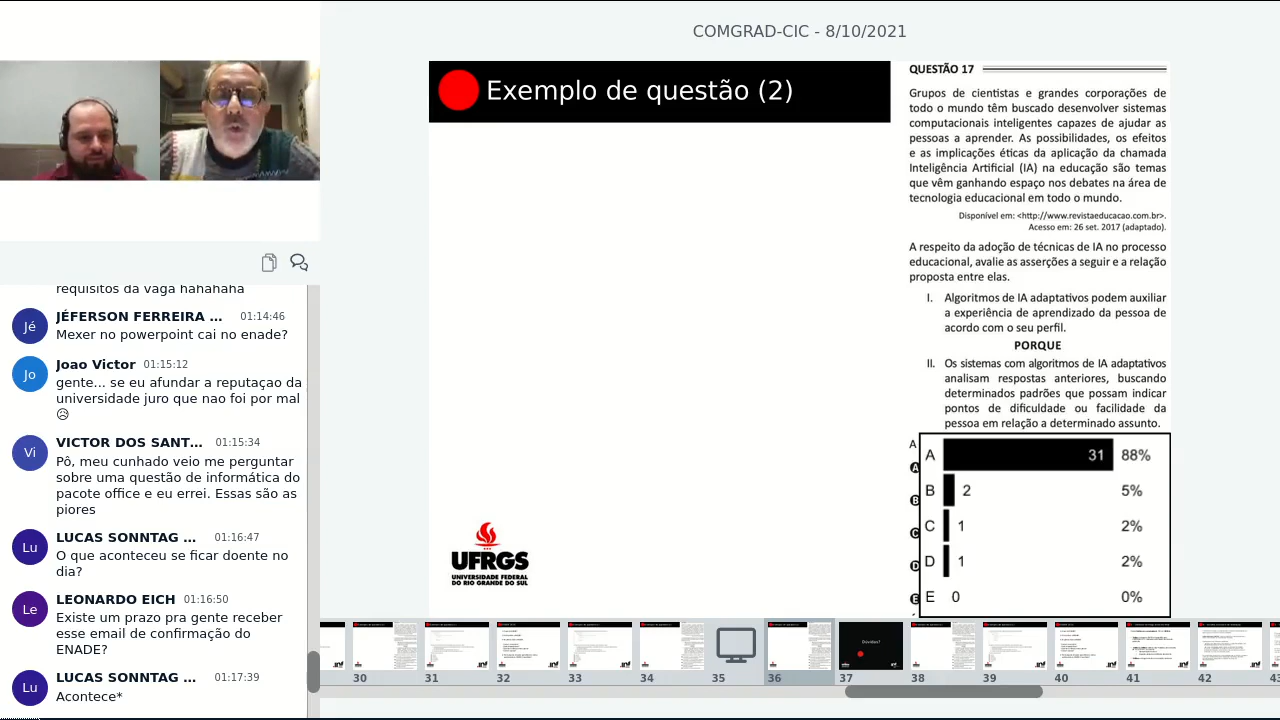 COMGRAD-CIC - 8/10/2021
Exemplo de questão (2)
QUESTÃO 17
Grupos de cientistas e grandes corporações de
todo o mundo têm buscado desenvolver sistemas
computacionais inteligentes capazes de ajudar as
pessoas a aprender. As possibilidades, os efeitos
e as implicações éticas da aplicação da chamada
Inteligência Artificial (IA) na educação são temas
que vêm ganhando espaço nos debates na área de
tecnologia educacional em todo o mundo.
Disponível em: <http://www.revistaeducacao.com.br>.
Acesso em: 26 set. 2017 (adaptado).
A respeito da adoção de técnicas de IA no processo
educacional, avalie as asserções a seguir e a relação
proposta entre elas.
I. Algoritmos de IA adaptativos podem auxiliar
a experiência de aprendizado da pessoa de
acordo com o seu perfil.
PORQUE
II. Os sistemas com algoritmos de IA adaptativos
analisam respostas anteriores, buscando
determinados padrões que possam indicar
pontos de dificuldade ou facilidade da
pessoa em relação a determinado assunto.
A
A
B
C
D
E
A 31 88%
B 2 5%
C 1 2%
D 1 2%
E 0 0%
UFRGS
UNIVERSIDADE FEDERAL
DO RIO GRANDE DO SUL
requisitos da vaga hahahaha
Jé
JÉFERSON FERREIRA ... 01:14:46
Mexer no powerpoint cai no enade?
Jo
Joao Victor 01:15:12
gente... se eu afundar a reputaçao da
universidade juro que nao foi por mal
☹
Vi
VICTOR DOS SANT... 01:15:34
Pô, meu cunhado veio me perguntar
sobre uma questão de informática do
pacote office e eu errei. Essas são as
piores
Lu
LUCAS SONNTAG ... 01:16:47
O que aconteceu se ficar doente no
dia?
Le
LEONARDO EICH 01:16:50
Existe um prazo pra gente receber
esse email de confirmação do
ENADE?
Lu
LUCAS SONNTAG ... 01:17:39
Acontece*
Dúvidas?
30 31 32 33 34 35 36 37 38 39 40 41 42 43